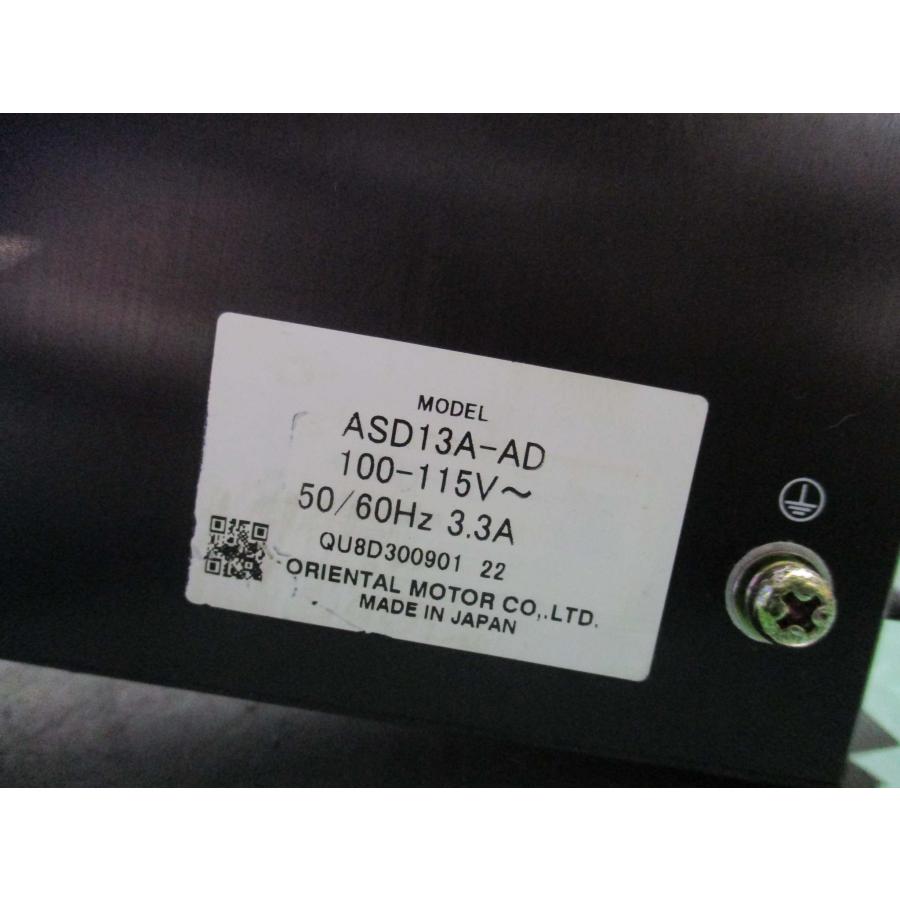 MODEL
ASD13A-AD
100-115V~
50/60Hz 3.3A
QU8D300901 22
ORIENTAL MOTOR CO,.LTD.
MADE IN JAPAN